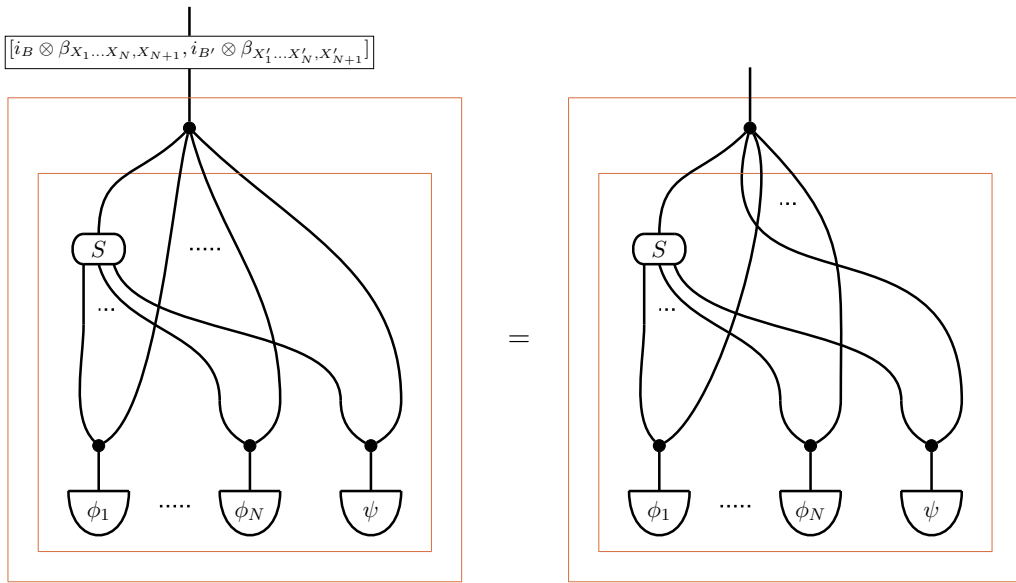 [i_B ⊗ β_{X_1...X_N,X_{N+1}}, i_{B'} ⊗ β_{X'_1...X'_N,X'_{N+1}}]
...
S ..... S
... ...
=
ϕ_1 ..... ϕ_N ψ ϕ_1 ..... ϕ_N ψ